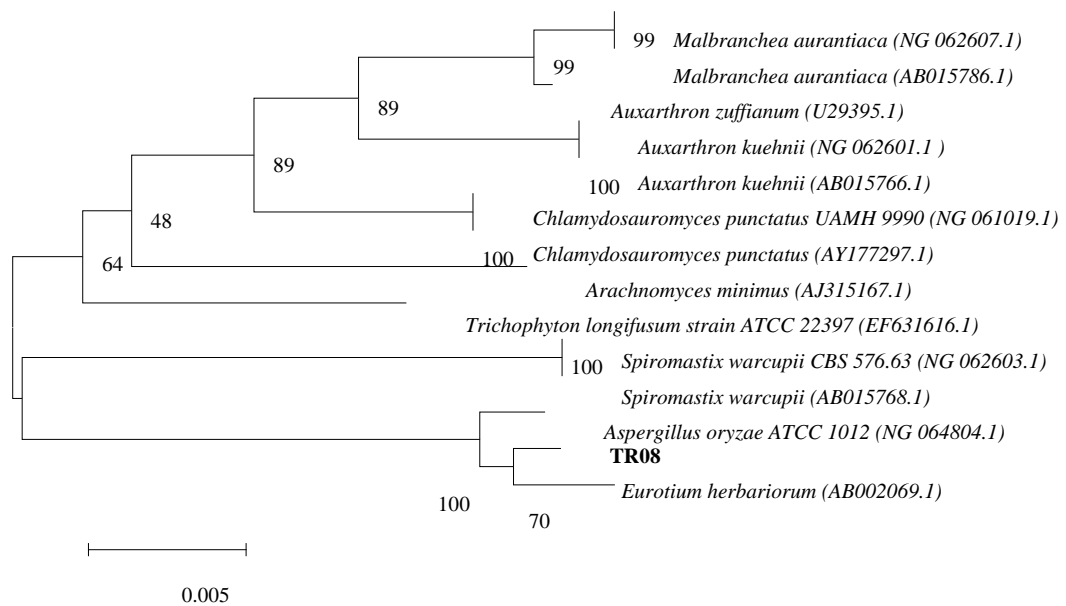 99 Malbranchea aurantiaca (NG 062607.1)
99 Malbranchea aurantiaca (AB015786.1)
89 Auxarthron zuffianum (U29395.1)
Auxarthron kuehnii (NG 062601.1 )
89
100 Auxarthron kuehnii (AB015766.1)
48 Chlamydosauromyces punctatus UAMH 9990 (NG 061019.1)
64 100 Chlamydosauromyces punctatus (AY177297.1)
Arachnomyces minimus (AJ315167.1)
Trichophyton longifusum strain ATCC 22397 (EF631616.1)
100 Spiromastix warcupii CBS 576.63 (NG 062603.1)
Spiromastix warcupii (AB015768.1)
Aspergillus oryzae ATCC 1012 (NG 064804.1)
TR08
Eurotium herbariorum (AB002069.1)
100
70
0.005